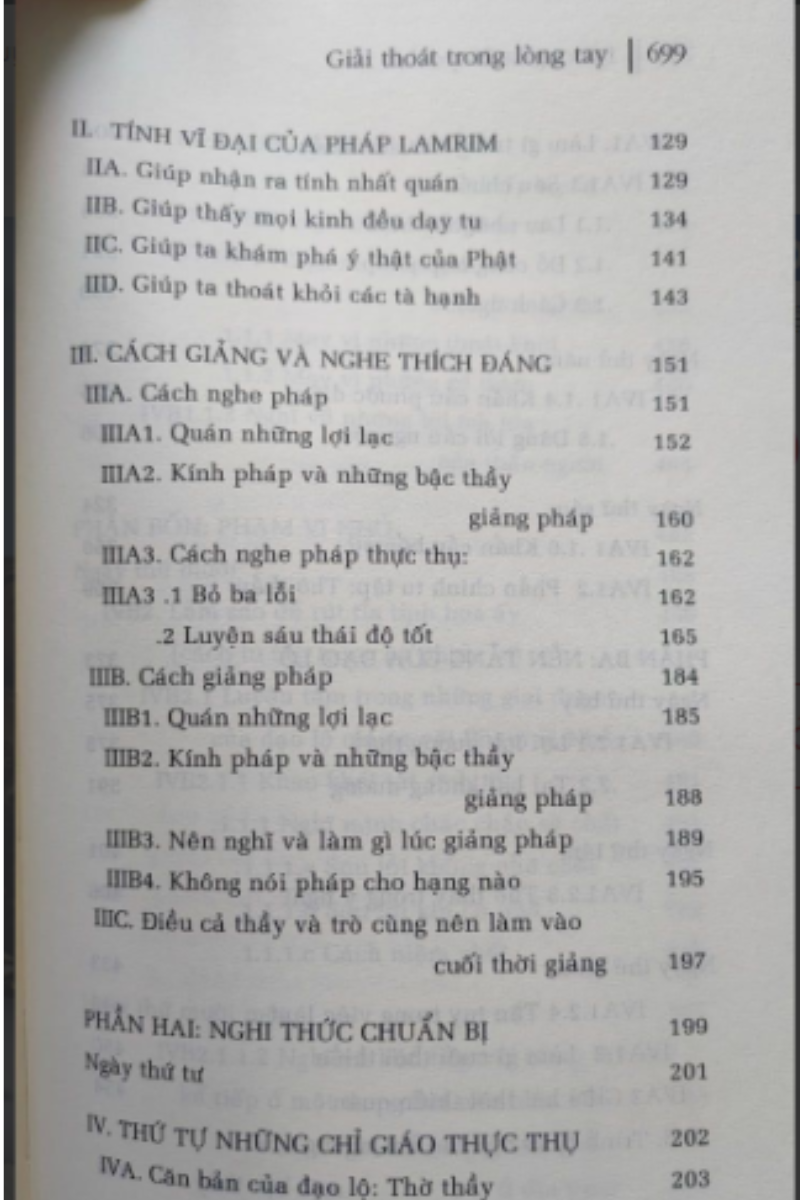 Giải thoát trong lòng tay | 699
II. TÍNH VĨ ĐẠI CỦA PHÁP LAMRIM 129
IIA. Giúp nhận ra tính nhất quán 129
IIB. Giúp thấy mọi kinh đều dạy tu 134
IIC. Giúp ta khám phá ý thật của Phật 141
IID. Giúp ta thoát khỏi các tà hạnh 143
III. CÁCH GIẢNG VÀ NGHE THÍCH ĐÁNG 151
IIIA. Cách nghe pháp 151
IIIA1. Quán những lợi lạc 152
IIIA2. Kính pháp và những bậc thầy
giảng pháp 160
IIIA3. Cách nghe pháp thực thụ: 162
IIIA3 .1 Bỏ ba lỗi 162
.2 Luyện sáu thái độ tốt 165
IIIB. Cách giảng pháp 184
IIIB1. Quán những lợi lạc 185
IIIB2. Kính pháp và những bậc thầy
giảng pháp 188
IIIB3. Nên nghĩ và làm gì lúc giảng pháp 189
IIIB4. Không nói pháp cho hạng nào 195
IIIC. Điều cả thầy và trò cùng nên làm vào
cuối thời giảng 197
PHẦN HAI: NGHI THỨC CHUẨN BỊ 199
Ngày thứ tư 201
IV. THỨ TỰ NHỮNG CHỈ GIÁO THỰC THỤ 202
IVA. Căn bản của đạo lộ: Thờ thầy 203